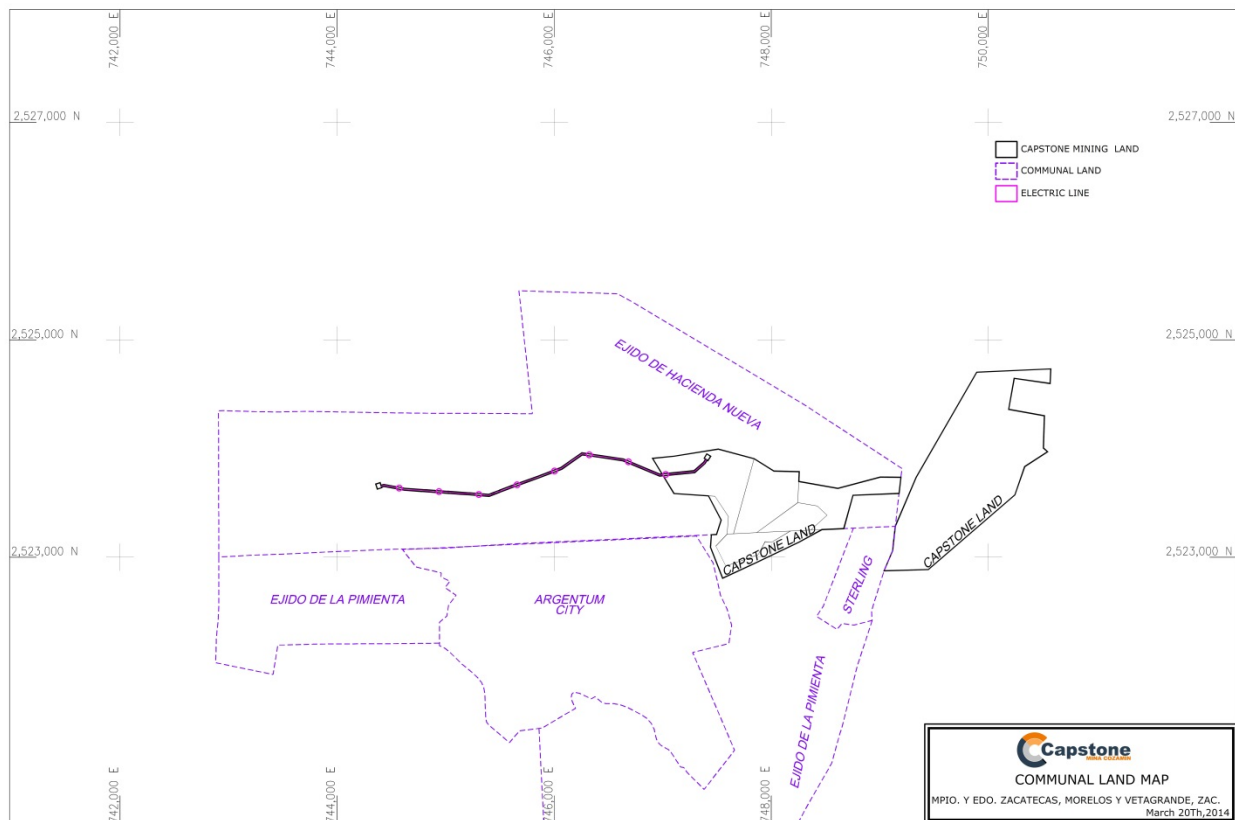 742,000 E
744,000 E
746,000 E
748,000 E
750,000 E
2,527,000 N
2,527,000 N
CAPSTONE MINING LAND
COMMUNAL LAND
ELECTRIC LINE
2,525,000 N
2,525,000 N
EJIDO DE HACIENDA NUEVA
CAPSTONE LAND
CAPSTONE LAND
2,523,000 N
2,523,000 N
STERLING
EJIDO DE LA PIMIENTA
ARGENTUM
CITY
EJIDO DE LA PIMIENTA
742,000 E
744,000 E
746,000 E
748,000 E
Capstone
MINA COZAMIN
COMMUNAL LAND MAP
MPIO. Y EDO. ZACATECAS, MORELOS Y VETAGRANDE, ZAC.
March 20Th,2014